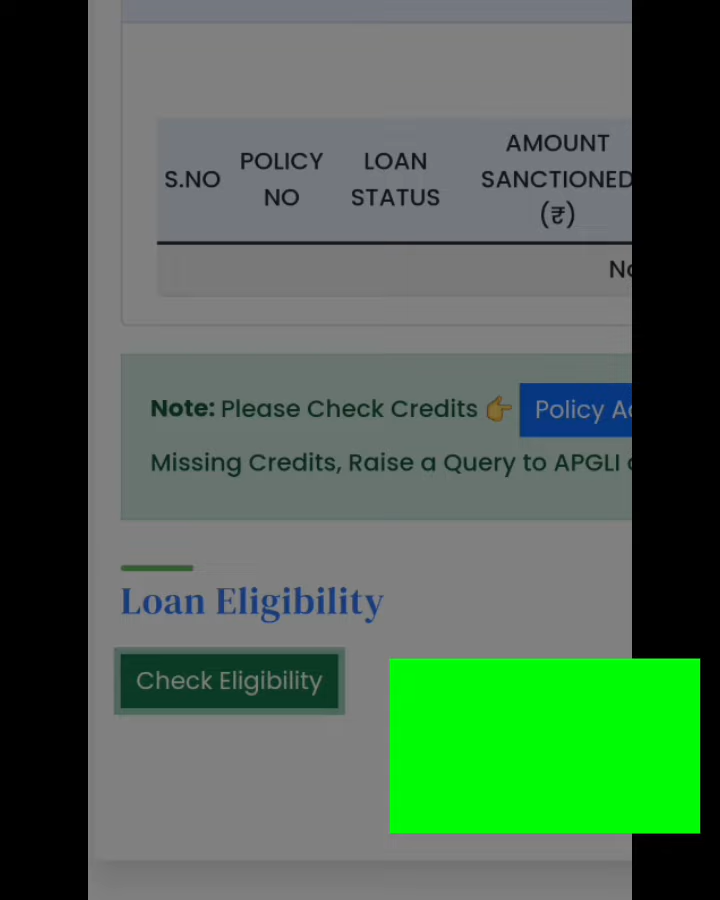 S.NO
POLICY
NO
LOAN
STATUS
AMOUNT
SANCTIONED
(₹)
Note: Please Check Credits 👉 Policy
Missing Credits, Raise a Query to APGLI
Loan Eligibility
Check Eligibility